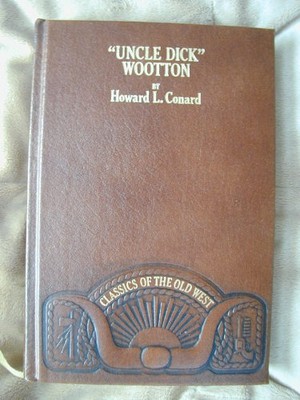 "UNCLE DICK"
WOOTTON
BY
Howard L. Conard
CLASSICS OF THE OLD WEST